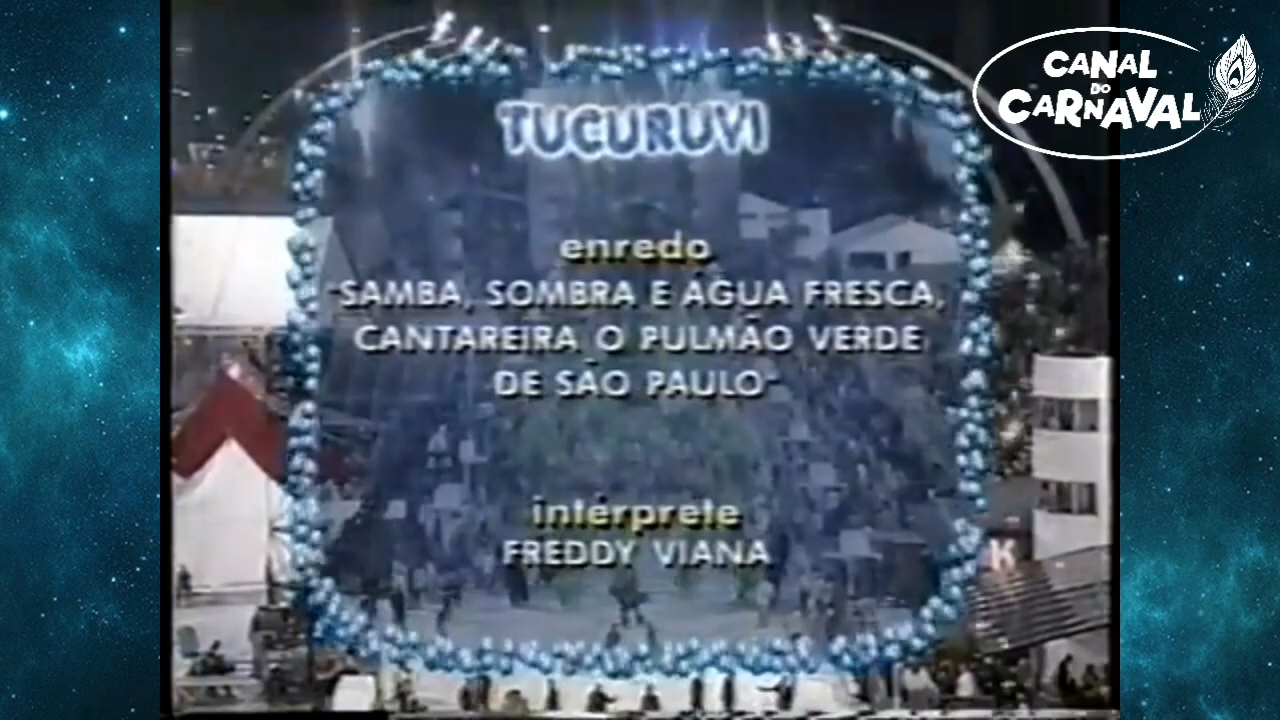 CANAL
DO
CARNAVAL
TUCURUVI
enredo
"SAMBA, SOMBRA E ÁGUA FRESCA,
CANTAREIRA O PULMÃO VERDE
DE SÃO PAULO"
intérprete
FREDDY VIANA
K